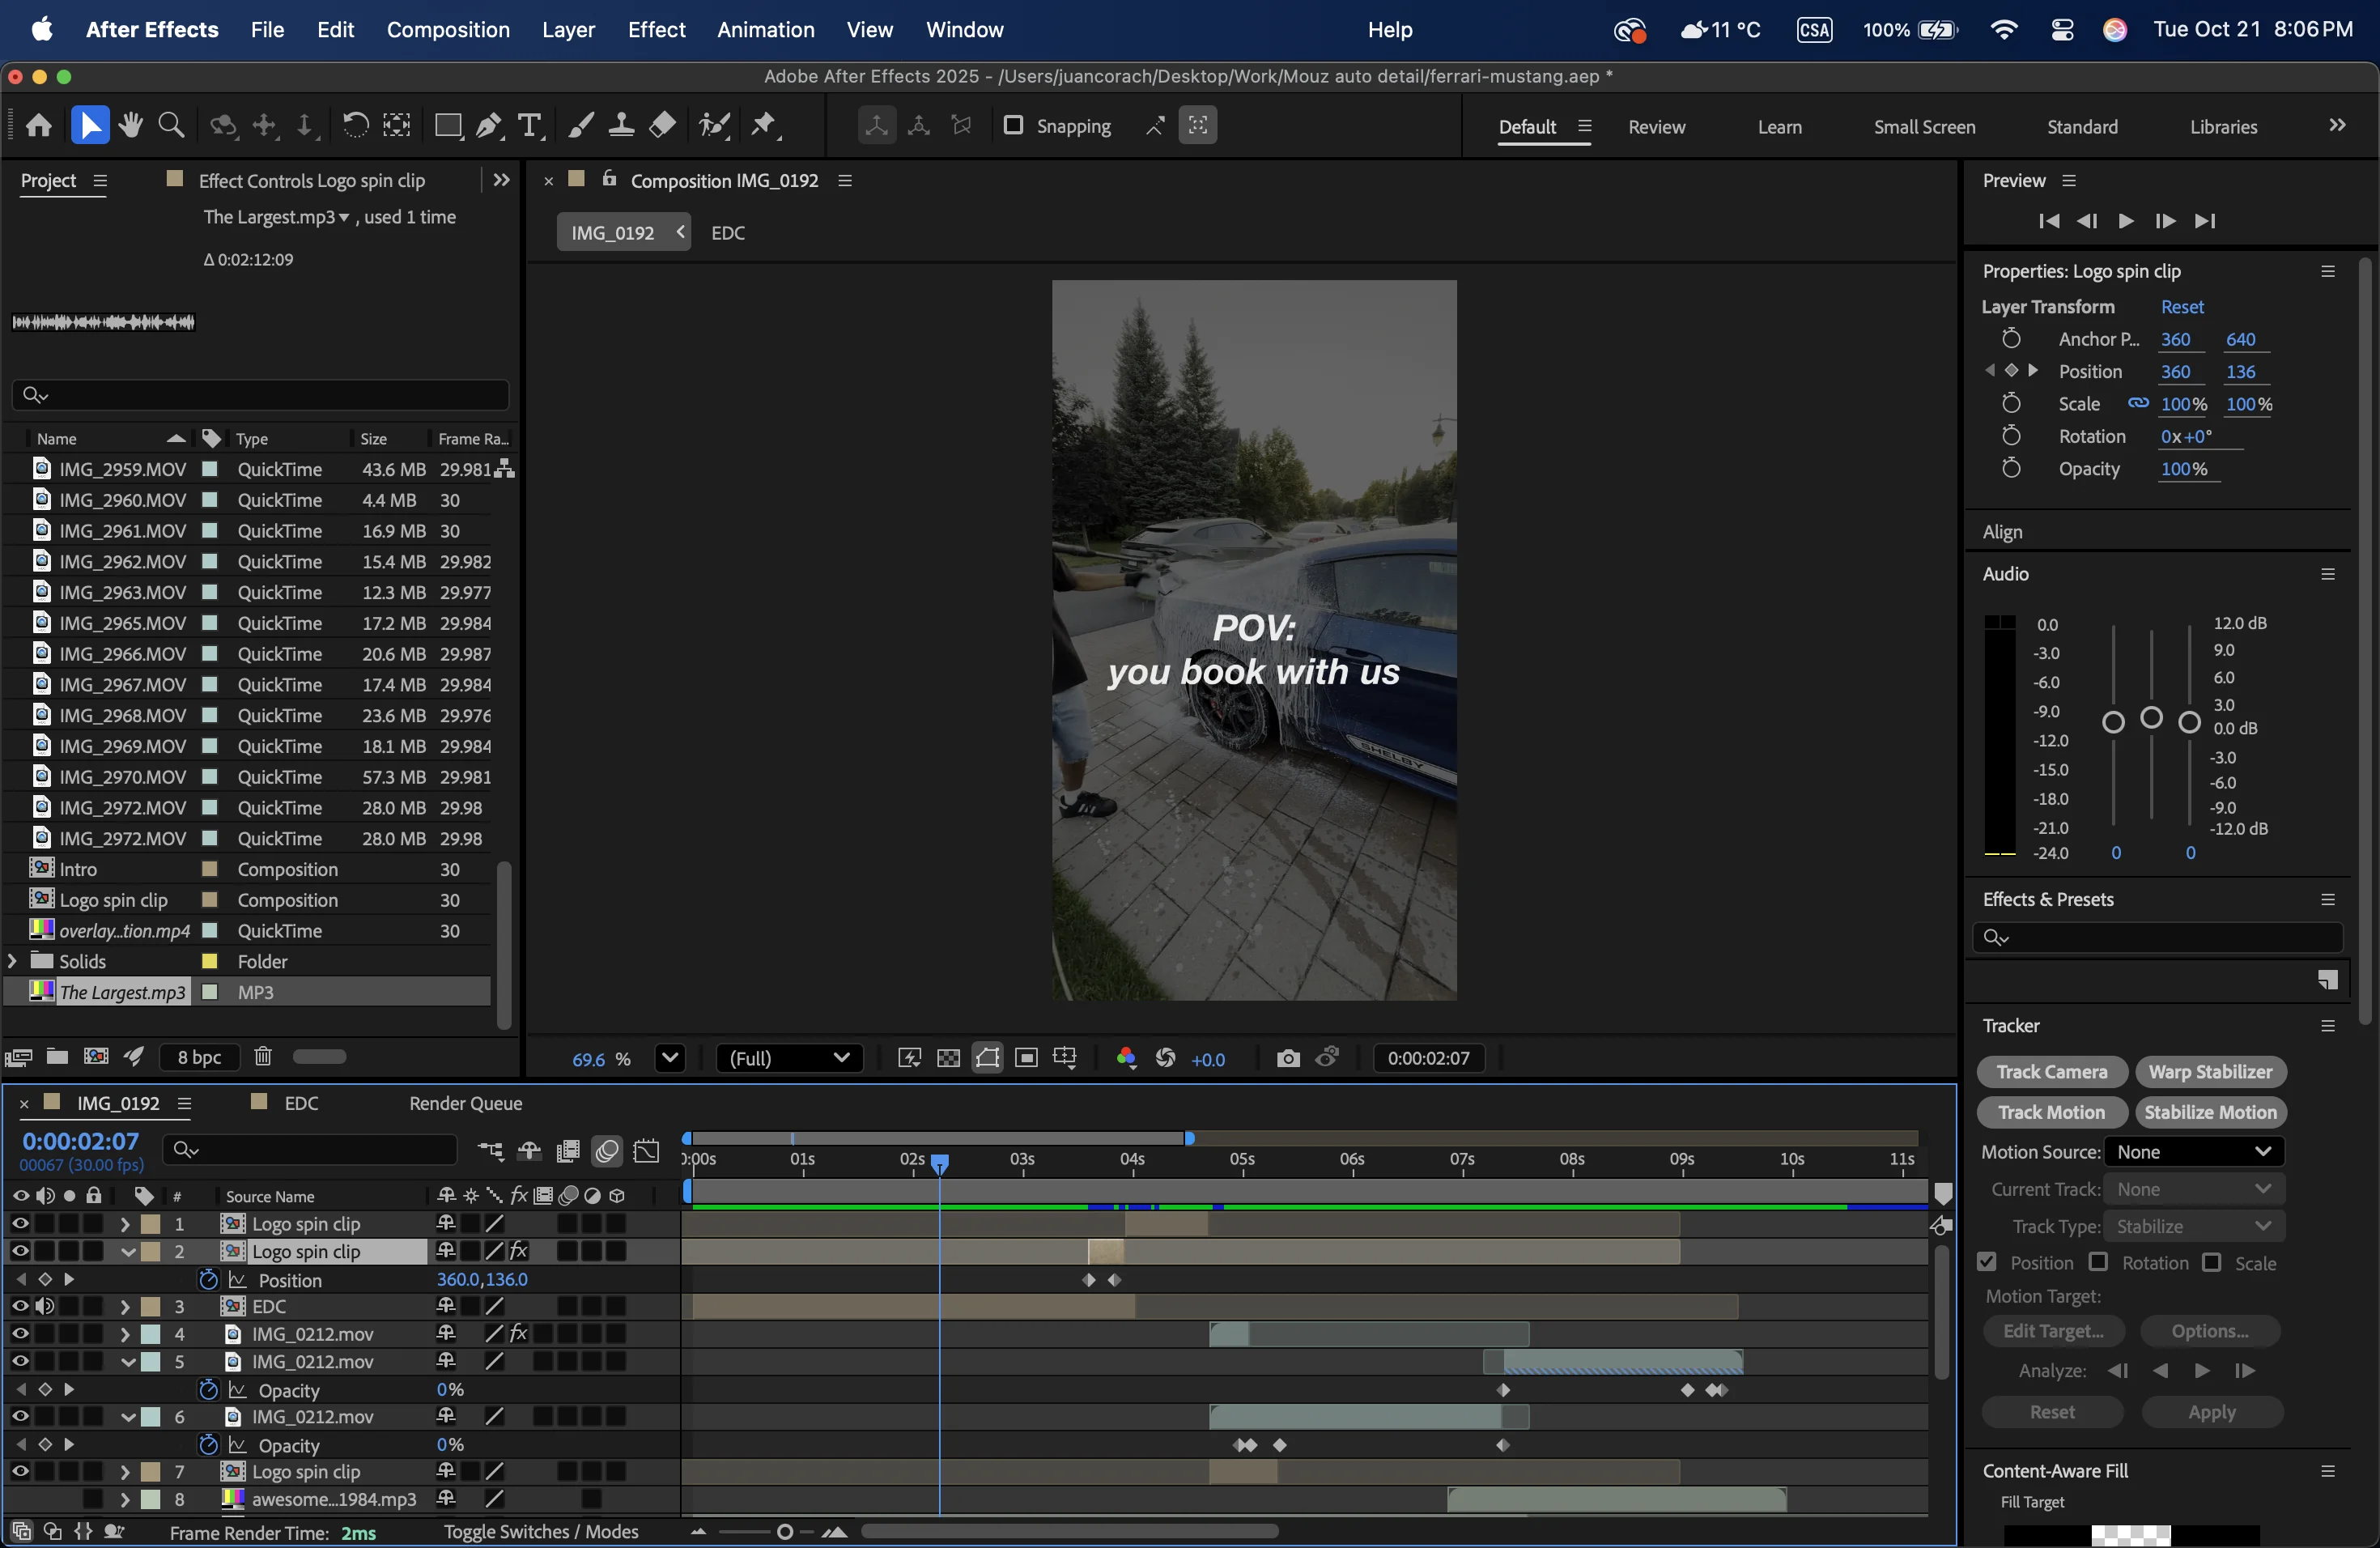 After Effects File Edit Composition Layer Effect Animation View Window Help CSA 11 °C 100% Tue Oct 21 8:06 PM
Adobe After Effects 2025 - /Users/juancorach/Desktop/Work/Mouz auto detail/ferrari-mustang.aep *
Snapping Default Review Learn Small Screen Standard Libraries
Project Effect Controls Logo spin clip
The Largest.mp3 , used 1 time
Δ 0:02:12:09
Name Type Size Frame Ra...
IMG_2959.MOV QuickTime 43.6 MB 29.981
IMG_2960.MOV QuickTime 4.4 MB 30
IMG_2961.MOV QuickTime 16.9 MB 30
IMG_2962.MOV QuickTime 15.4 MB 29.982
IMG_2963.MOV QuickTime 12.3 MB 29.977
IMG_2965.MOV QuickTime 17.2 MB 29.984
IMG_2966.MOV QuickTime 20.6 MB 29.987
IMG_2967.MOV QuickTime 17.4 MB 29.984
IMG_2968.MOV QuickTime 23.6 MB 29.976
IMG_2969.MOV QuickTime 18.1 MB 29.984
IMG_2970.MOV QuickTime 57.3 MB 29.981
IMG_2972.MOV QuickTime 28.0 MB 29.98
IMG_2972.MOV QuickTime 28.0 MB 29.98
Intro Composition 30
Logo spin clip Composition 30
overlay...tion.mp4 QuickTime 30
Solids Folder
The Largest.mp3 MP3
8 bpc
Composition IMG_0192
IMG_0192 EDC
POV:
you book with us
SHELBY
69.6 % (Full) +0.0 0:00:02:07
Preview
Properties: Logo spin clip
Layer Transform Reset
Anchor P... 360 640
Position 360 136
Scale 100% 100%
Rotation 0x+0°
Opacity 100%
Align
Audio
0.0 12.0 dB
-3.0 9.0
-6.0 6.0
-9.0 3.0
-12.0 0.0 dB
-15.0 -3.0
-18.0 -6.0
-21.0 -9.0
-24.0 -12.0 dB
0 0
Effects & Presets
Tracker
Track Camera Warp Stabilizer
Track Motion Stabilize Motion
Motion Source: None
Current Track: None
Track Type: Stabilize
Position Rotation Scale
Motion Target:
Edit Target... Options...
Analyze:
Reset Apply
Content-Aware Fill
Fill Target
IMG_0192 EDC Render Queue
0:00:02:07
00067 (30.00 fps)
0:00s 01s 02s 03s 04s 05s 06s 07s 08s 09s 10s 11s
# Source Name fx
1 Logo spin clip
2 Logo spin clip fx
Position 360.0,136.0
3 EDC
4 IMG_0212.mov fx
5 IMG_0212.mov
Opacity 0%
6 IMG_0212.mov
Opacity 0%
7 Logo spin clip
8 awesome...1984.mp3
Frame Render Time: 2ms Toggle Switches / Modes